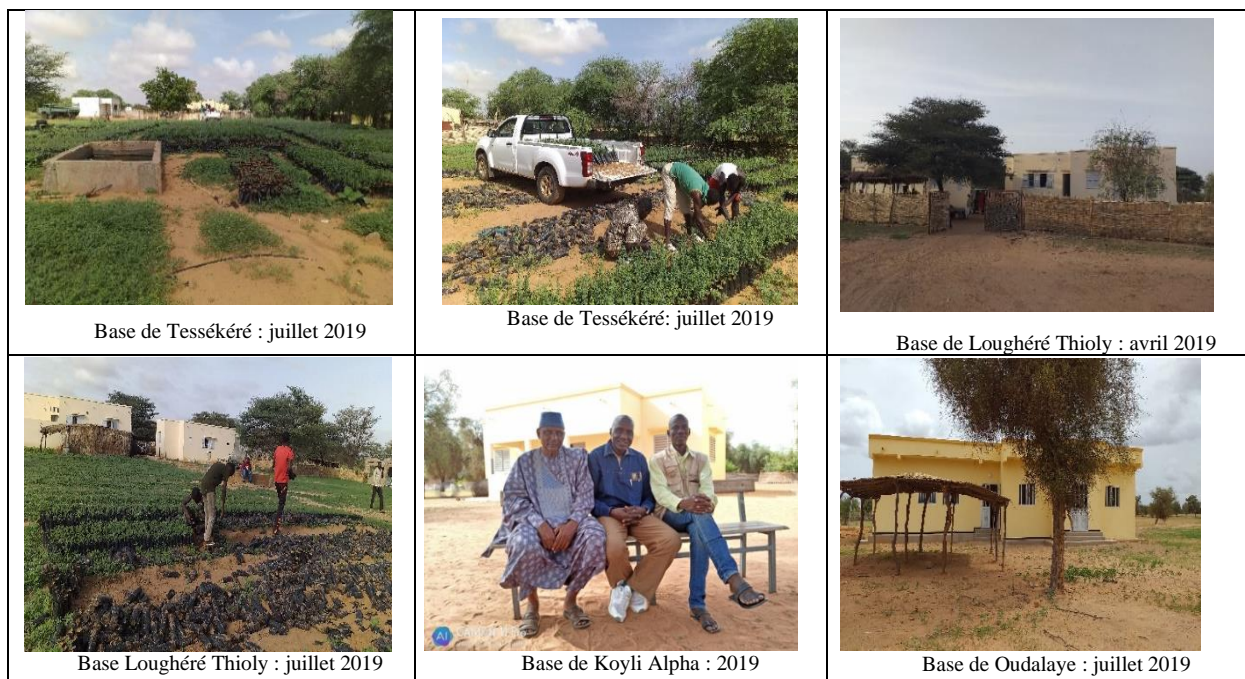 Base de Tessékéré : juillet 2019
Base de Tessékéré: juillet 2019
Base de Loughéré Thioly : avril 2019
Base Loughéré Thioly : juillet 2019
AI
Base de Koyli Alpha : 2019
Base de Oudalaye : juillet 2019